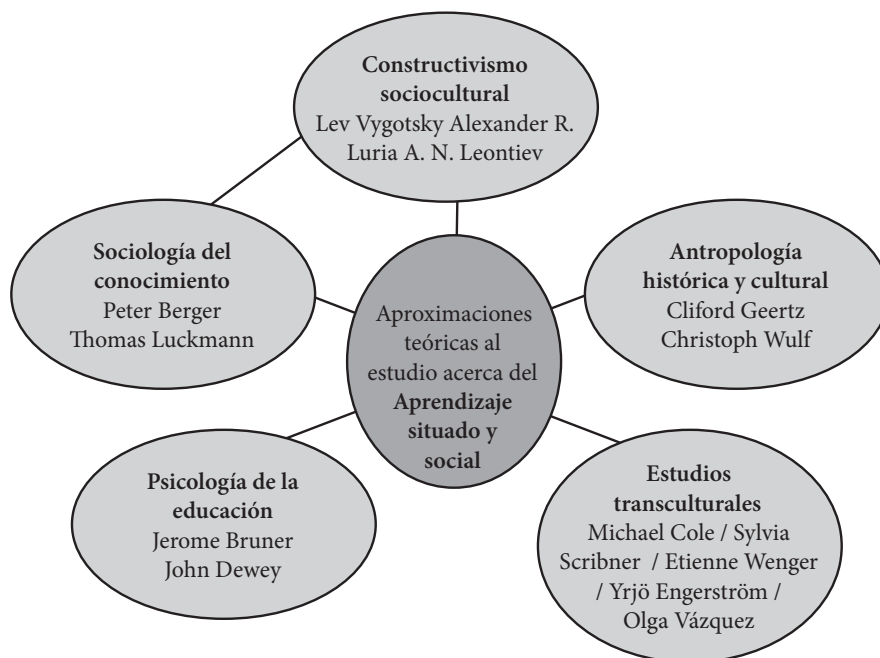 Constructivismo
sociocultural
Lev Vygotsky Alexander R.
Luria A. N. Leontiev
Sociología del
conocimiento
Peter Berger
Thomas Luckmann
Antropología
histórica y cultural
Cliford Geertz
Christoph Wulf
Aproximaciones
teóricas al
estudio acerca del
Aprendizaje
situado y
social
Psicología de la
educación
Jerome Bruner
John Dewey
Estudios
transculturales
Michael Cole / Sylvia
Scribner / Etienne Wenger
/ Yrjö Engerström /
Olga Vázquez